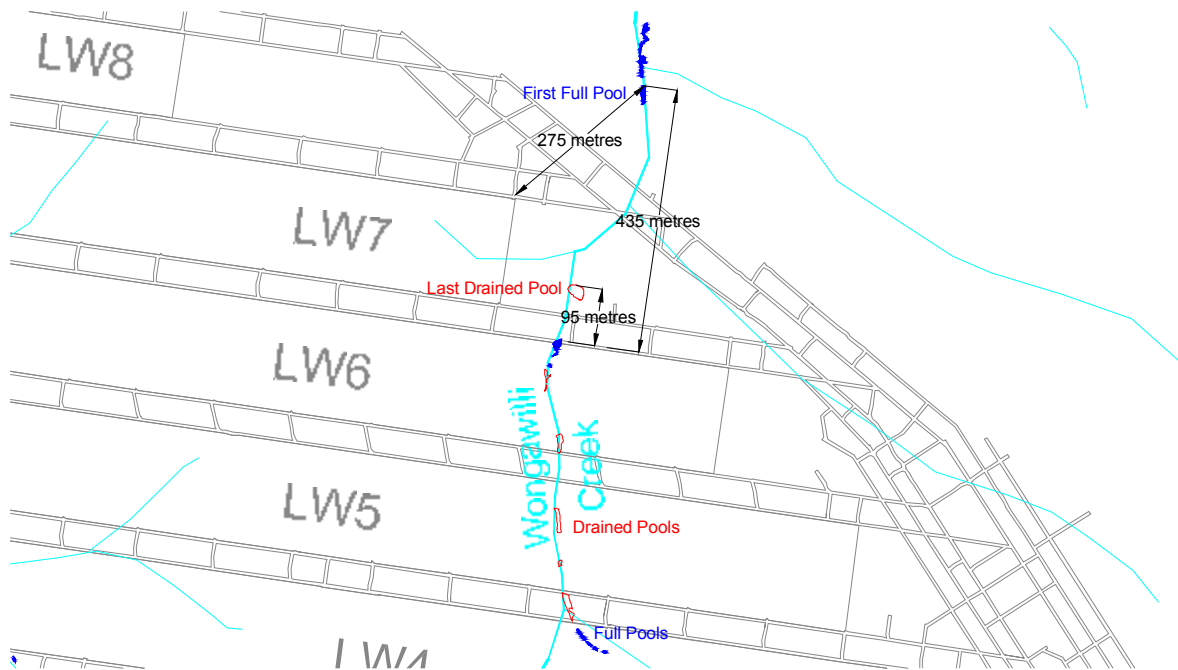 LW8
First Full Pool
275 metres
LW7
435 metres
Last Drained Pool
95 metres
LW6
Wongawilli
Creek
LW5
Drained Pools
Full Pools
LW4